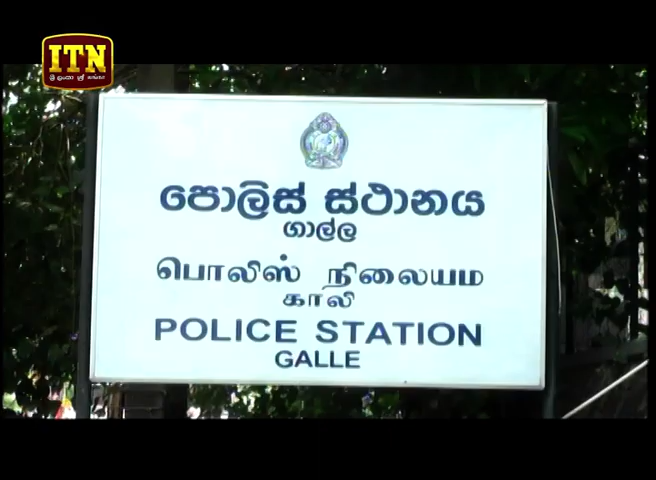 ITN
පොලිස් ස්ථානය
ගාල්ල
பொலிஸ் நிலையம
காலி
POLICE STATION
GALLE